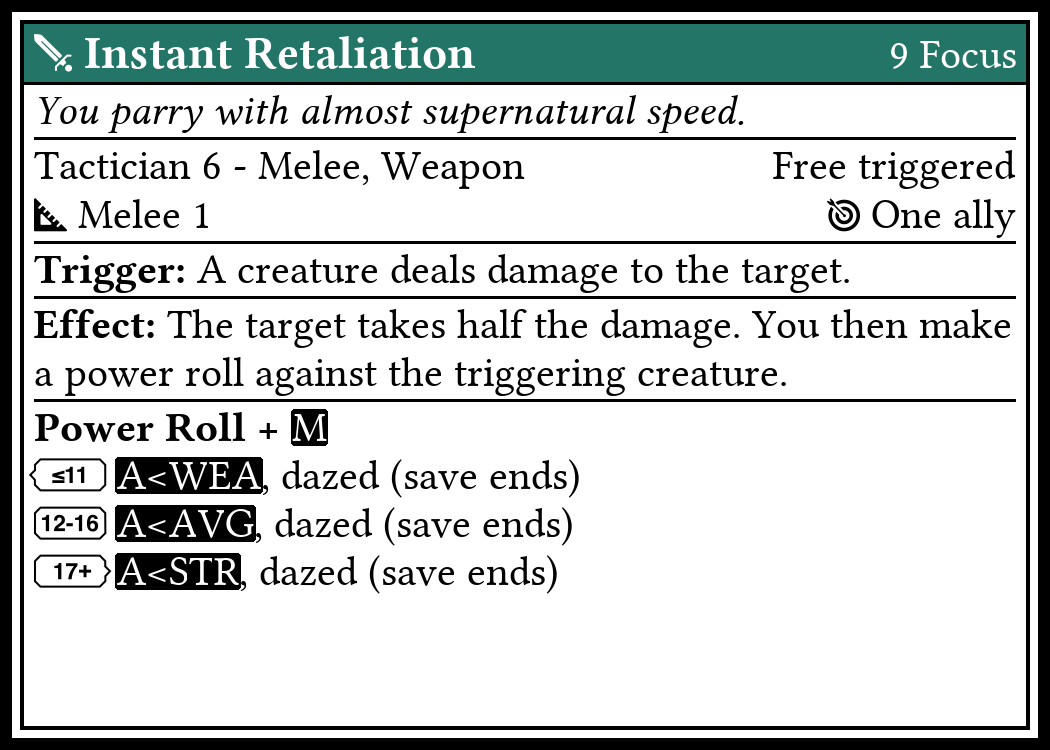 Instant Retaliation 9 Focus
You parry with almost supernatural speed.
Tactician 6 - Melee, Weapon Free triggered
Melee 1 One ally
Trigger: A creature deals damage to the target.
Effect: The target takes half the damage. You then make
a power roll against the triggering creature.
Power Roll + M
≤11 A<WEA, dazed (save ends)
12-16 A<AVG, dazed (save ends)
17+ A<STR, dazed (save ends)